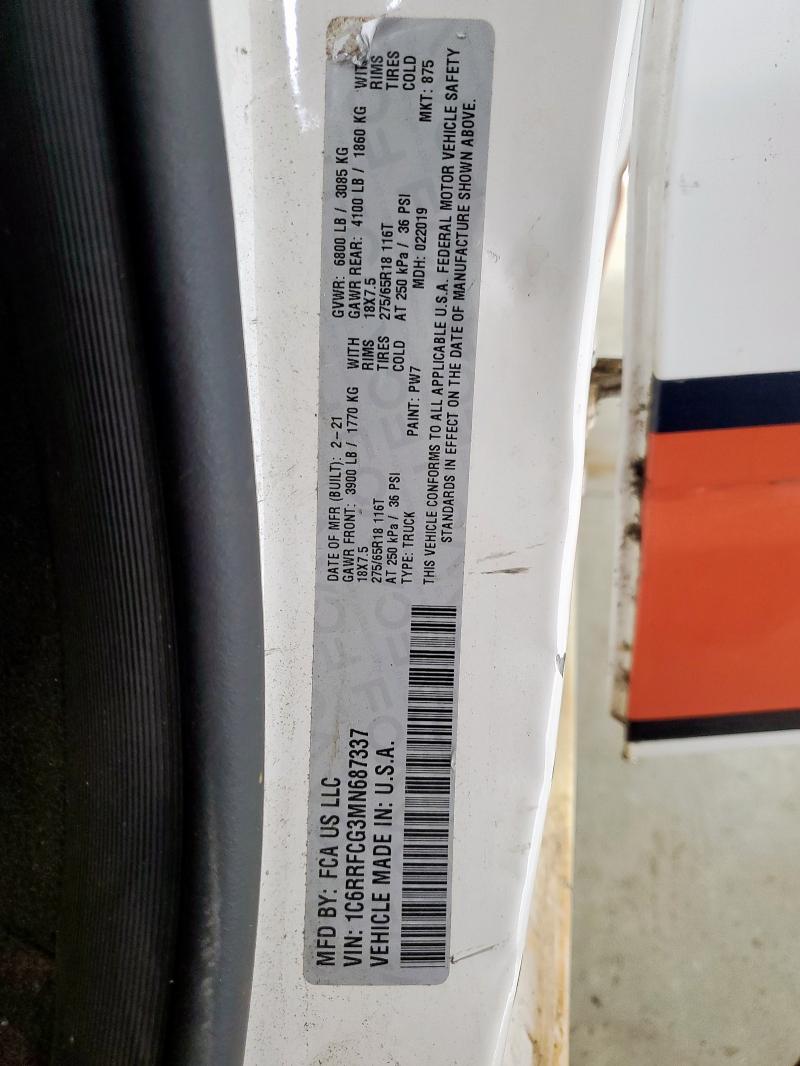 MFD BY: FCA US LLC
VIN: 1C6RRFCG3MN687337
VEHICLE MADE IN: U.S.A.
DATE OF MFR (BUILT): 2-21 GVWR: 6800 LB / 3085 KG
GAWR FRONT: 3900 LB / 1770 KG WITH GAWR REAR: 4100 LB / 1860 KG WITH
18X7.5 RIMS 18X7.5 RIMS
275/65R18 116T TIRES 275/65R18 116T TIRES
AT 250 kPa / 36 PSI COLD AT 250 kPa / 36 PSI COLD
TYPE: TRUCK PAINT: PW7 MDH: 022019 MKT: 875
THIS VEHICLE CONFORMS TO ALL APPLICABLE U.S.A. FEDERAL MOTOR VEHICLE SAFETY
STANDARDS IN EFFECT ON THE DATE OF MANUFACTURE SHOWN ABOVE.